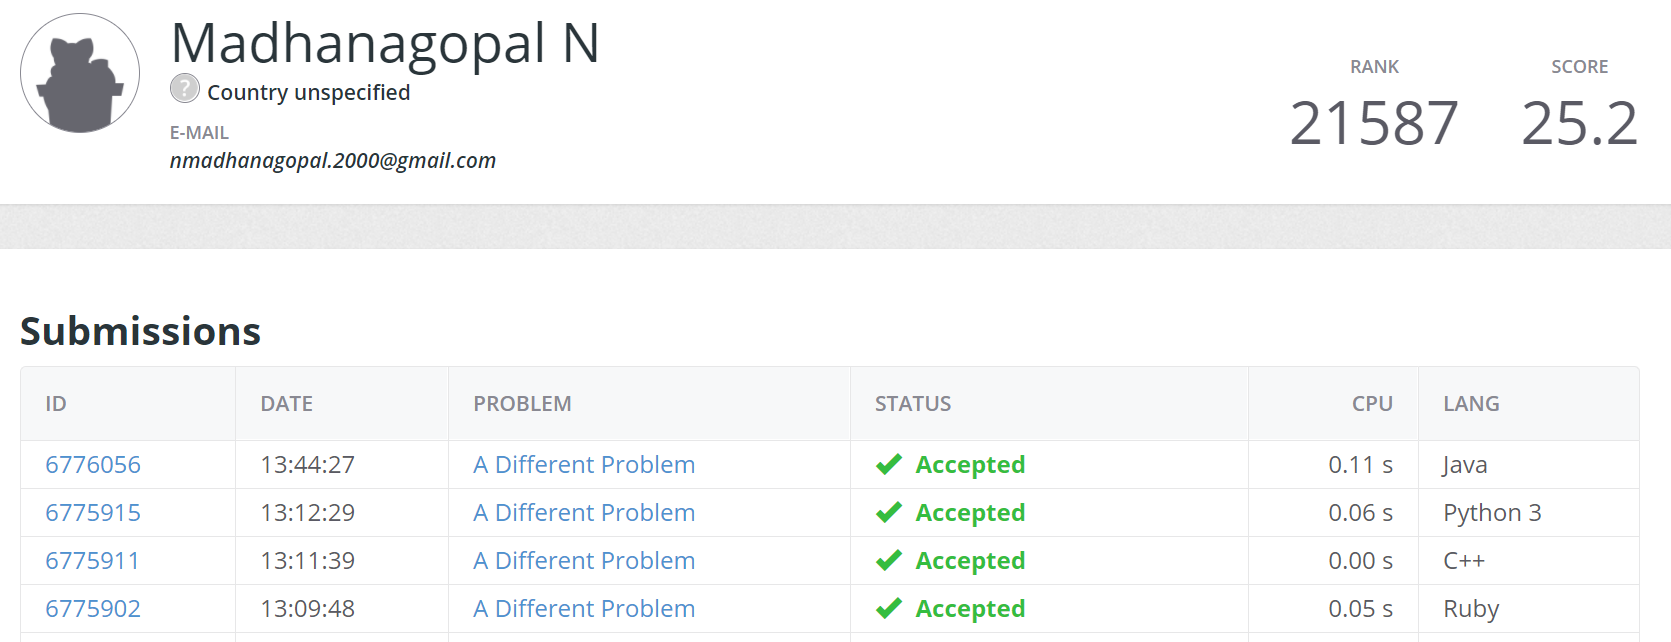 Madhanagopal N
? Country unspecified
E-MAIL
nmadhanagopal.2000@gmail.com
RANK SCORE
21587 25.2
Submissions
ID DATE PROBLEM STATUS CPU LANG
6776056 13:44:27 A Different Problem ✔ Accepted 0.11 s Java
6775915 13:12:29 A Different Problem ✔ Accepted 0.06 s Python 3
6775911 13:11:39 A Different Problem ✔ Accepted 0.00 s C++
6775902 13:09:48 A Different Problem ✔ Accepted 0.05 s Ruby